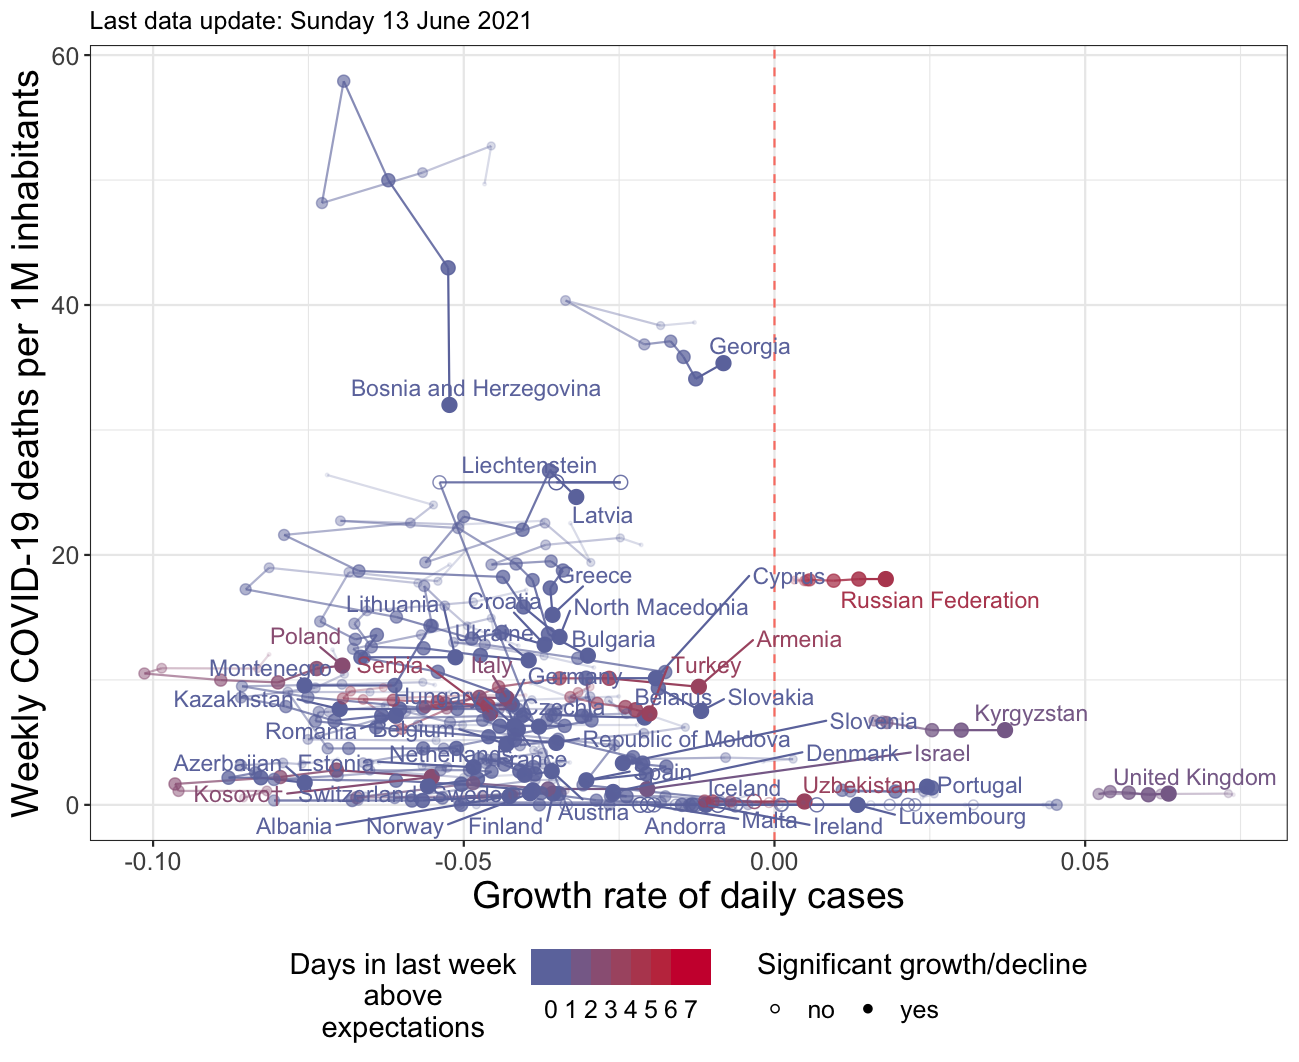 Last data update: Sunday 13 June 2021
Weekly COVID-19 deaths per 1M inhabitants
60
40
20
0
Georgia
Bosnia and Herzegovina
Liechtenstein
Latvia
Greece
Cyprus
Russian Federation
Lithuania
Croatia
North Macedonia
Poland
Ukraine
Bulgaria
Armenia
Montenegro
Serbia
Italy
Turkey
Germany
Kazakhstan
Hungary
Belarus
Slovakia
Czechia
Kyrgyzstan
Romania
Belgium
Slovenia
Republic of Moldova
Netherlands
France
Denmark
Israel
Azerbaijan
Estonia
Spain
United Kingdom
Kosovo†
Switzerland
Sweden
Iceland
Uzbekistan
Portugal
Austria
Luxembourg
Albania
Norway
Finland
Andorra
Malta
Ireland
-0.10
-0.05
0.00
0.05
Growth rate of daily cases
Days in last week
above
expectations
0 1 2 3 4 5 6 7
Significant growth/decline
no
yes